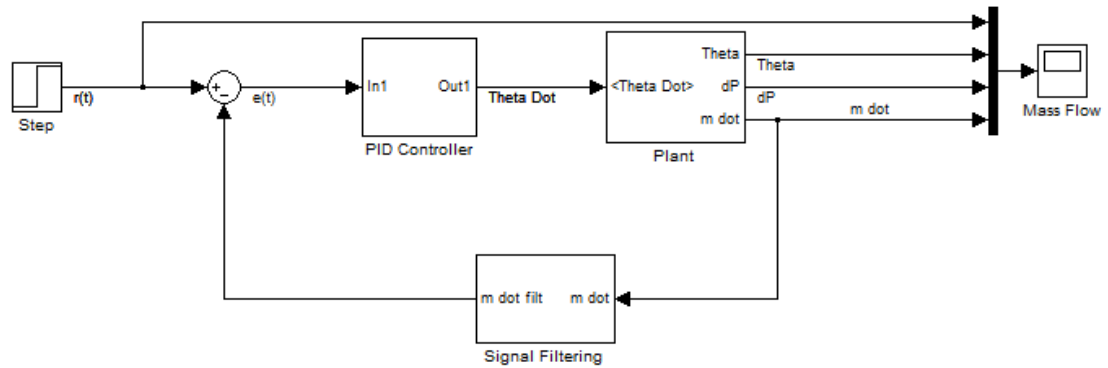 r(t)
Step
+
−
e(t)
In1
Out1
PID Controller
Theta Dot
<Theta Dot>
Theta
dP
m dot
Plant
Theta
dP
m dot
Mass Flow
m dot filt
m dot
Signal Filtering